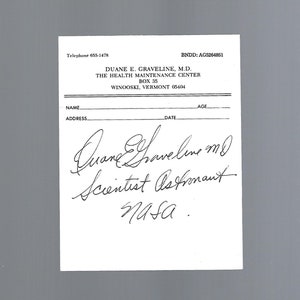 Telephone 655-1478 BNDD: AG5264861
DUANE E. GRAVELINE, M.D.
THE HEALTH MAINTENANCE CENTER
BOX 35
WINOOSKI, VERMONT 05404
NAME AGE
ADDRESS DATE
Duane E Graveline MD
Scientist Astronaut
NASA.